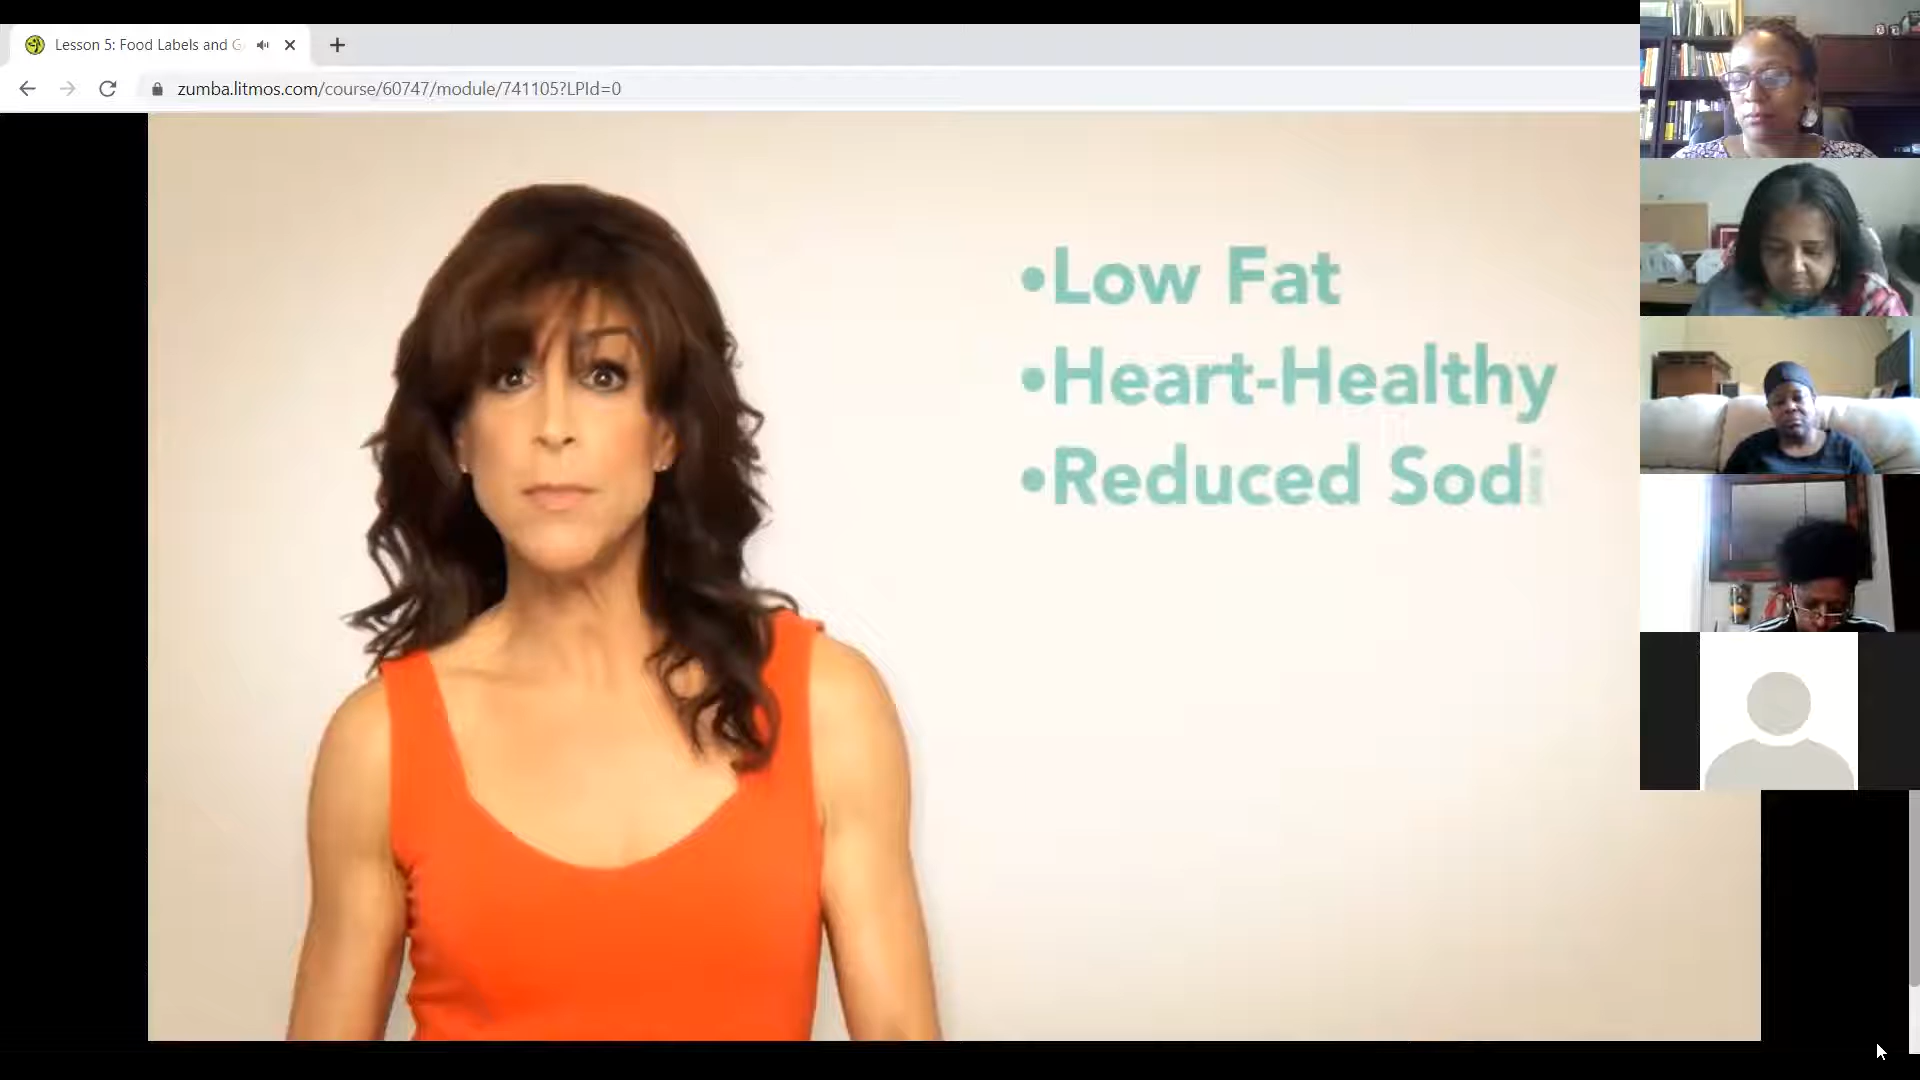 Lesson 5: Food Labels and G
zumba.litmos.com/course/60747/module/741105?LPId=0
•Low Fat
•Heart-Healthy
•Reduced Sodi